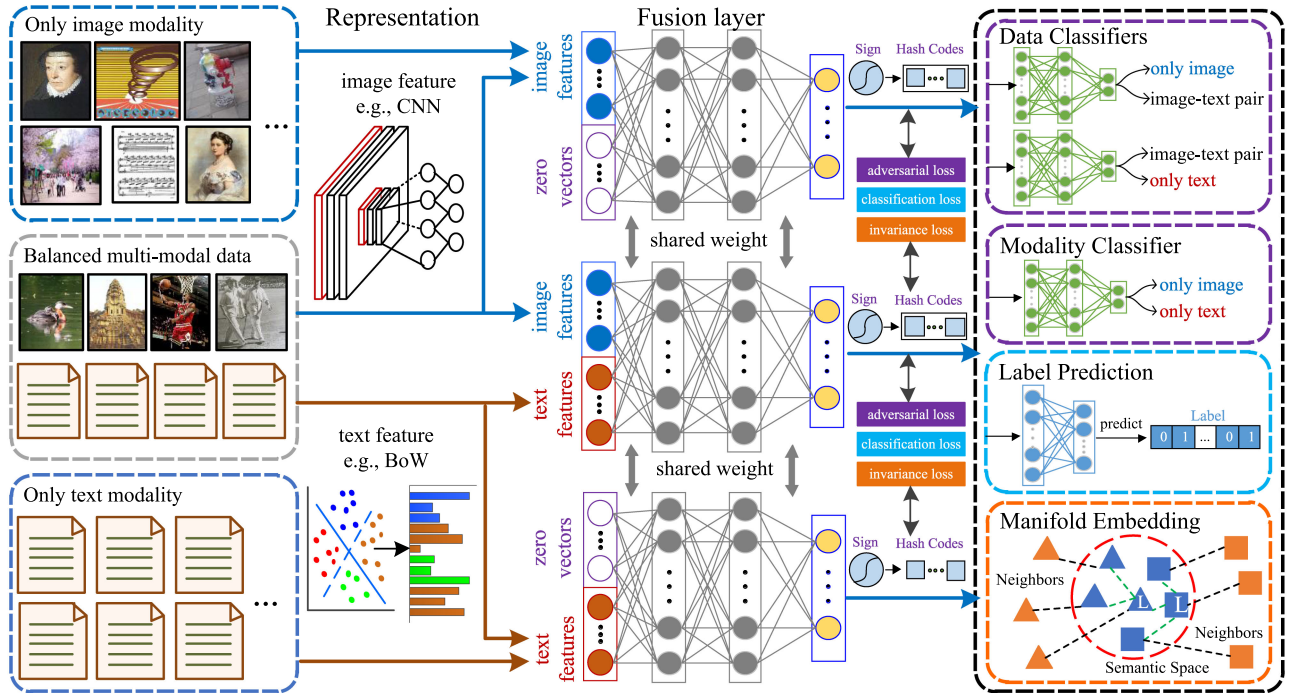 Only image modality
...
Balanced multi-modal data
Only text modality
...
Representation
image feature
e.g., CNN
text feature
e.g., BoW
Fusion layer
image
features
zero
vectors
shared weight
image
features
text
features
shared weight
zero
vectors
text
features
Sign
Hash Codes
adversarial loss
classification loss
invariance loss
Sign
Hash Codes
adversarial loss
classification loss
invariance loss
Sign
Hash Codes
Data Classifiers
only image
image-text pair
image-text pair
only text
Modality Classifier
only image
only text
Label Prediction
predict
Label
0 1 ... 0 1
Manifold Embedding
Neighbors
L
L
Neighbors
Semantic Space